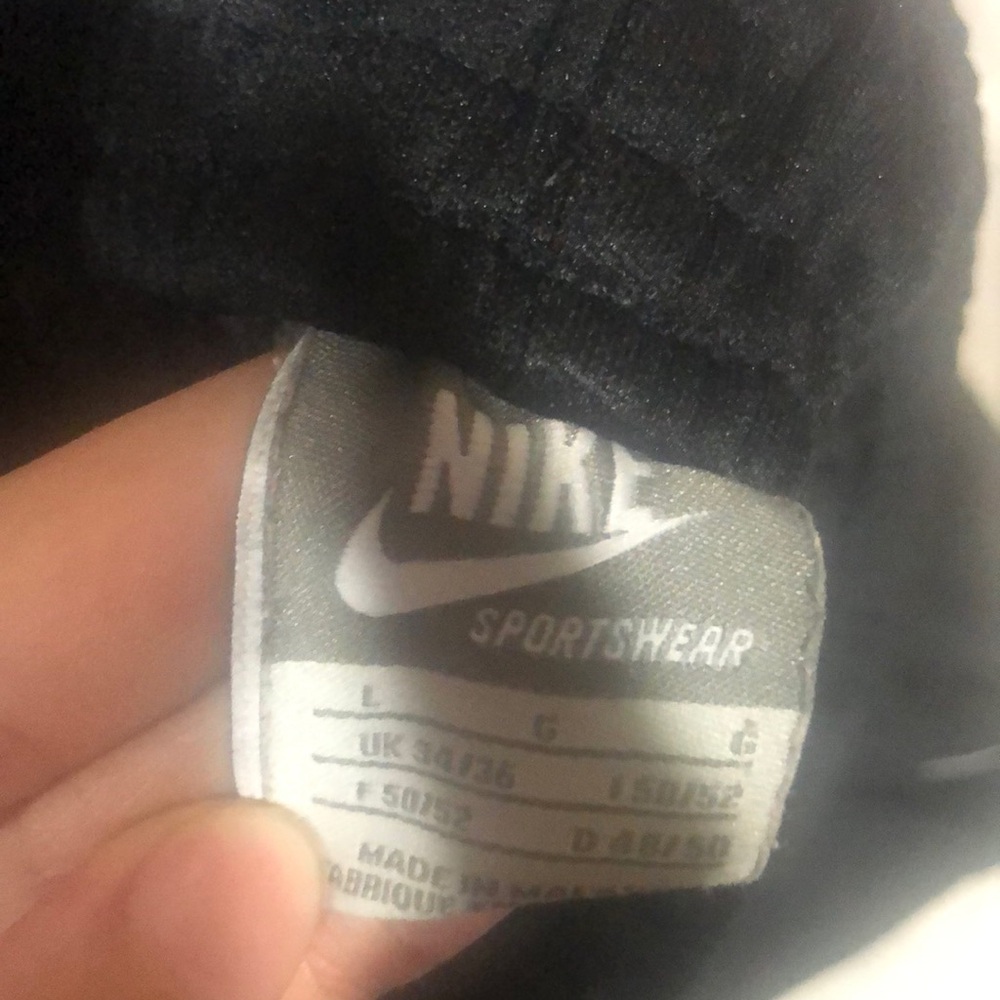 NIKE
SPORTSWEAR
L G G
UK 34/36 I 50/52
F 50/52 D 48/50
MADE IN